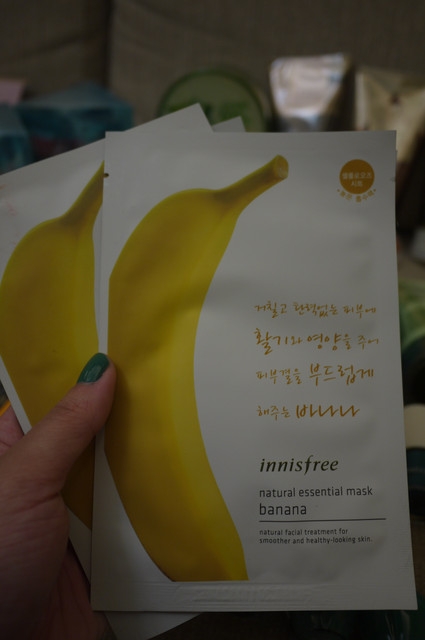 거칠고 탄력없는 피부에
활기와 영양을 주어
피부결을 부드럽게
해주는 바나나
innisfree
natural essential mask
banana
natural facial treatment for
smoother and healthy-looking skin.